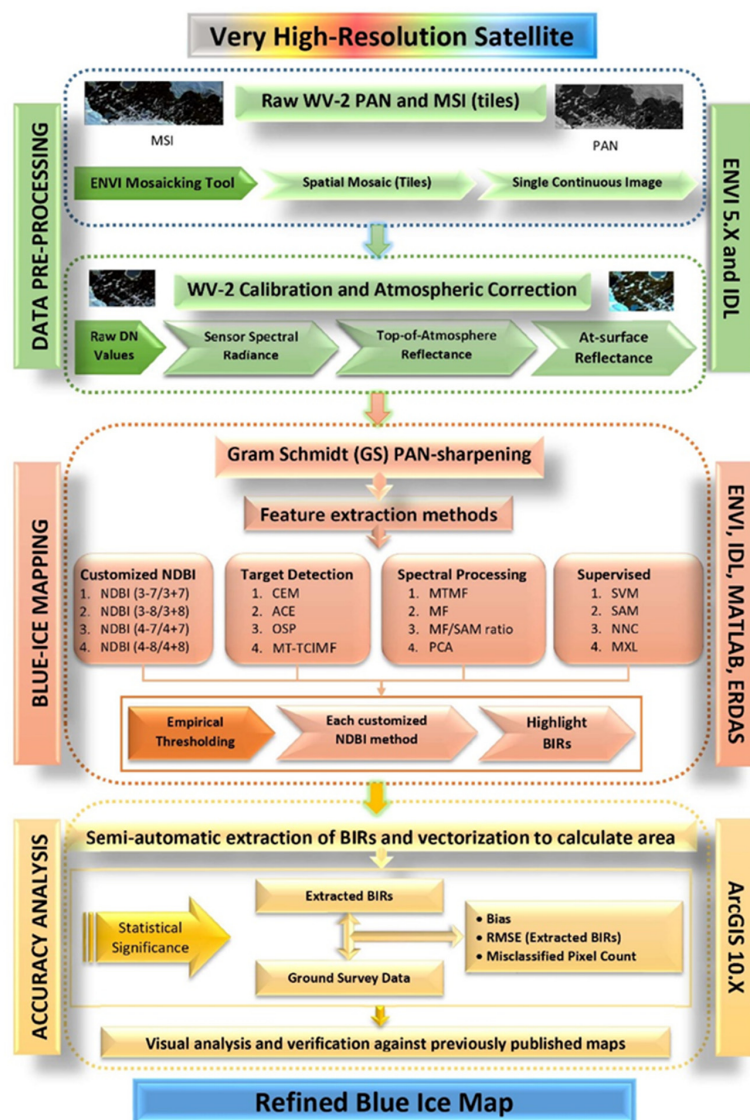 Very High-Resolution Satellite
DATA PRE-PROCESSING
ENVI 5.X and IDL
Raw WV-2 PAN and MSI (tiles)
MSI
PAN
ENVI Mosaicking Tool
Spatial Mosaic (Tiles)
Single Continuous Image
WV-2 Calibration and Atmospheric Correction
Raw DN
Values
Sensor Spectral
Radiance
Top-of-Atmosphere
Reflectance
At-surface
Reflectance
BLUE-ICE MAPPING
ENVI, IDL, MATLAB, ERDAS
Gram Schmidt (GS) PAN-sharpening
Feature extraction methods
Customized NDBI
1. NDBI (3-7/3+7)
2. NDBI (3-8/3+8)
3. NDBI (4-7/4+7)
4. NDBI (4-8/4+8)
Target Detection
1. CEM
2. ACE
3. OSP
4. MT-TCIMF
Spectral Processing
1. MTMF
2. MF
3. MF/SAM ratio
4. PCA
Supervised
1. SVM
2. SAM
3. NNC
4. MXL
Empirical
Thresholding
Each customized
NDBI method
Highlight
BIRs
ACCURACY ANALYSIS
ArcGIS 10.X
Semi-automatic extraction of BIRs and vectorization to calculate area
Statistical
Significance
Extracted BIRs
Ground Survey Data
• Bias
• RMSE (Extracted BIRs)
• Misclassified Pixel Count
Visual analysis and verification against previously published maps
Refined Blue Ice Map